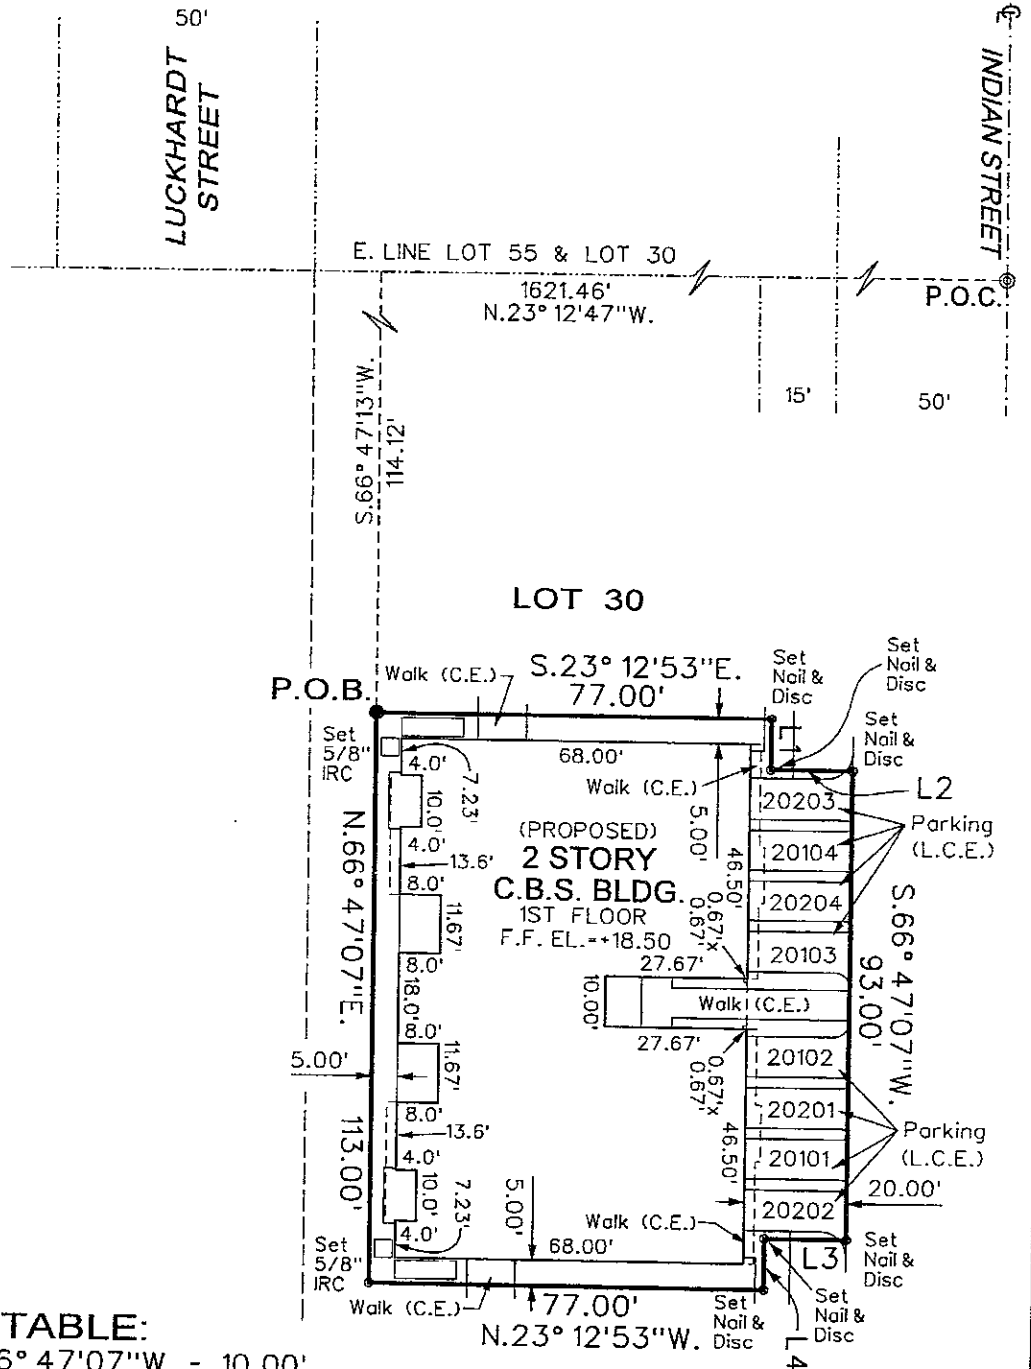 50'
LUCKHARDT
STREET
INDIAN STREET
E. LINE LOT 55 & LOT 30
1621.46'
N.23° 12'47"W.
P.O.C.
15'
50'
S.66° 47'13"W.
114.12'
LOT 30
P.O.B.
Walk (C.E.)
S.23° 12'53"E.
77.00'
Set
Nail &
Disc
Set
Nail &
Disc
Set
5/8"
IRC
L1
Set
Nail &
Disc
68.00'
4.0'
7.23'
Walk (C.E.)
L2
10.0'
20203
Parking
(L.C.E.)
5.00'
4.0'
(PROPOSED)
2 STORY
C.B.S. BLDG.
1ST FLOOR
F.F. EL.=+18.50
20104
13.6'
46.50'
8.0'
20204
11.67'
0.67'x
0.67'
20103
8.0'
27.67'
N.66° 47'07"E.
113.00'
S.66° 47'07"W.
93.00'
18.0'
10.00'
Walk (C.E.)
8.0'
27.67'
5.00'
11.67'
0.67'x
0.67'
20102
8.0'
20201
13.6'
46.50'
Parking
(L.C.E.)
4.0'
20101
10.0'
7.23'
5.00'
20.00'
20202
4.0'
Walk (C.E.)
Set
5/8"
IRC
68.00'
L3
Set
Nail &
Disc
Walk (C.E.)
77.00'
N.23° 12'53"W.
Set
Nail &
Disc
Set
Nail &
Disc
L4
TABLE:
6° 47'07"W. - 10.00'